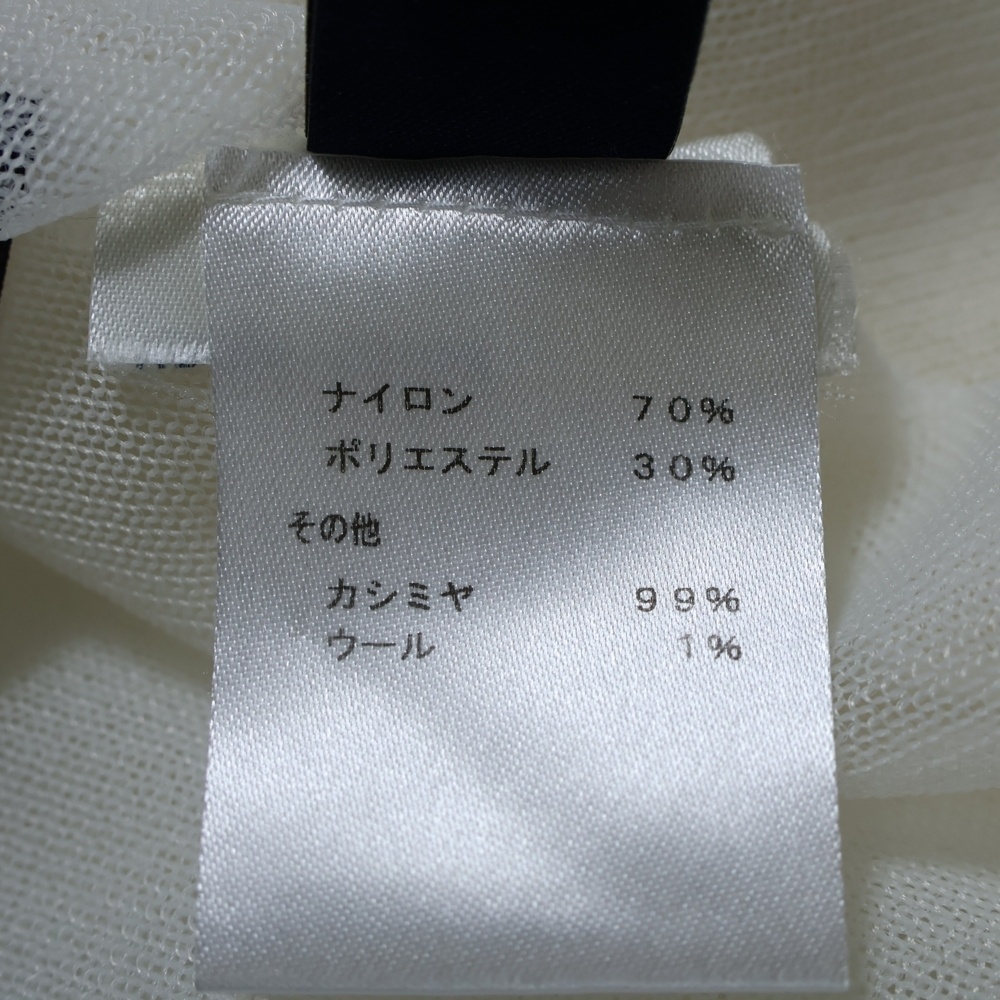 ナイロン 70%
ポリエステル 30%
その他
カシミヤ 99%
ウール 1%